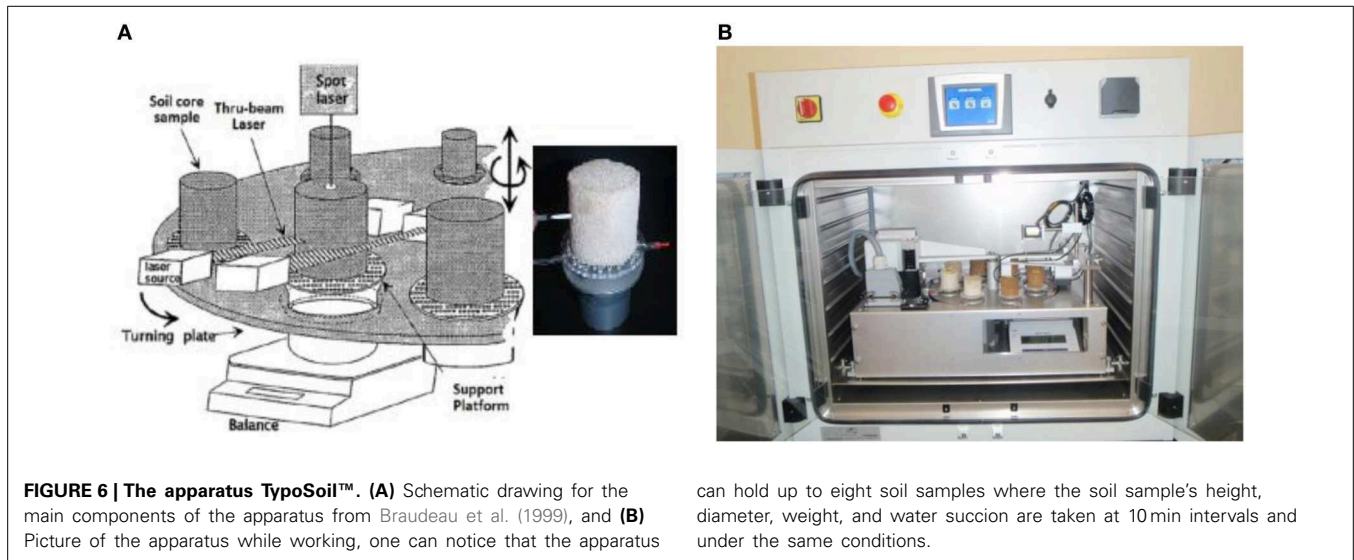 A
B
Spot
laser
Soil core
sample
Thru-beam
Laser
laser
source
Turning plate
Support
Platform
Balance
FIGURE 6 | The apparatus TypoSoil™. (A) Schematic drawing for the
main components of the apparatus from Braudeau et al. (1999), and (B)
Picture of the apparatus while working, one can notice that the apparatus
can hold up to eight soil samples where the soil sample's height,
diameter, weight, and water succion are taken at 10 min intervals and
under the same conditions.